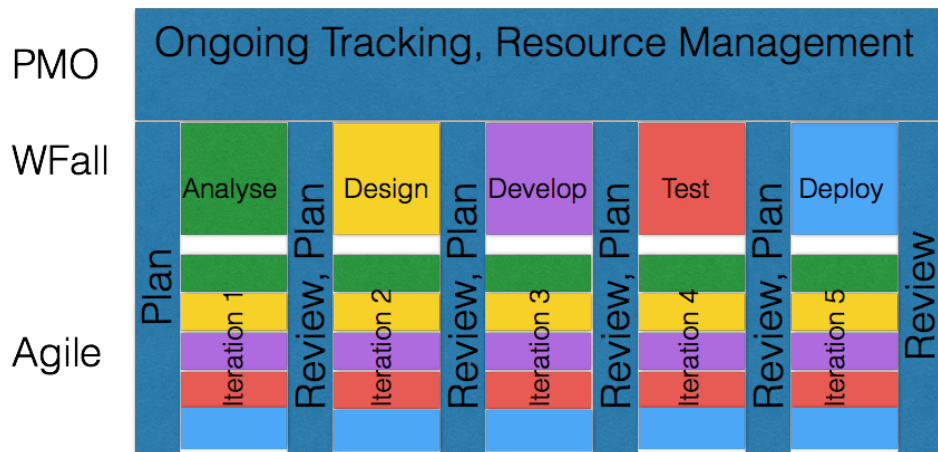 PMO
Ongoing Tracking, Resource Management
WFall
Analyse
Design
Develop
Test
Deploy
Agile
Plan
Iteration 1
Review, Plan
Iteration 2
Review, Plan
Iteration 3
Review, Plan
Iteration 4
Review, Plan
Iteration 5
Review